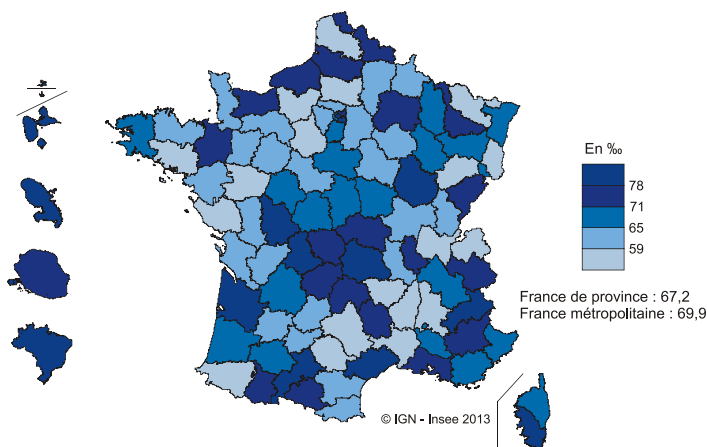 En ‰
78
71
65
59
France de province : 67,2
France métropolitaine : 69,9
© IGN - Insee 2013